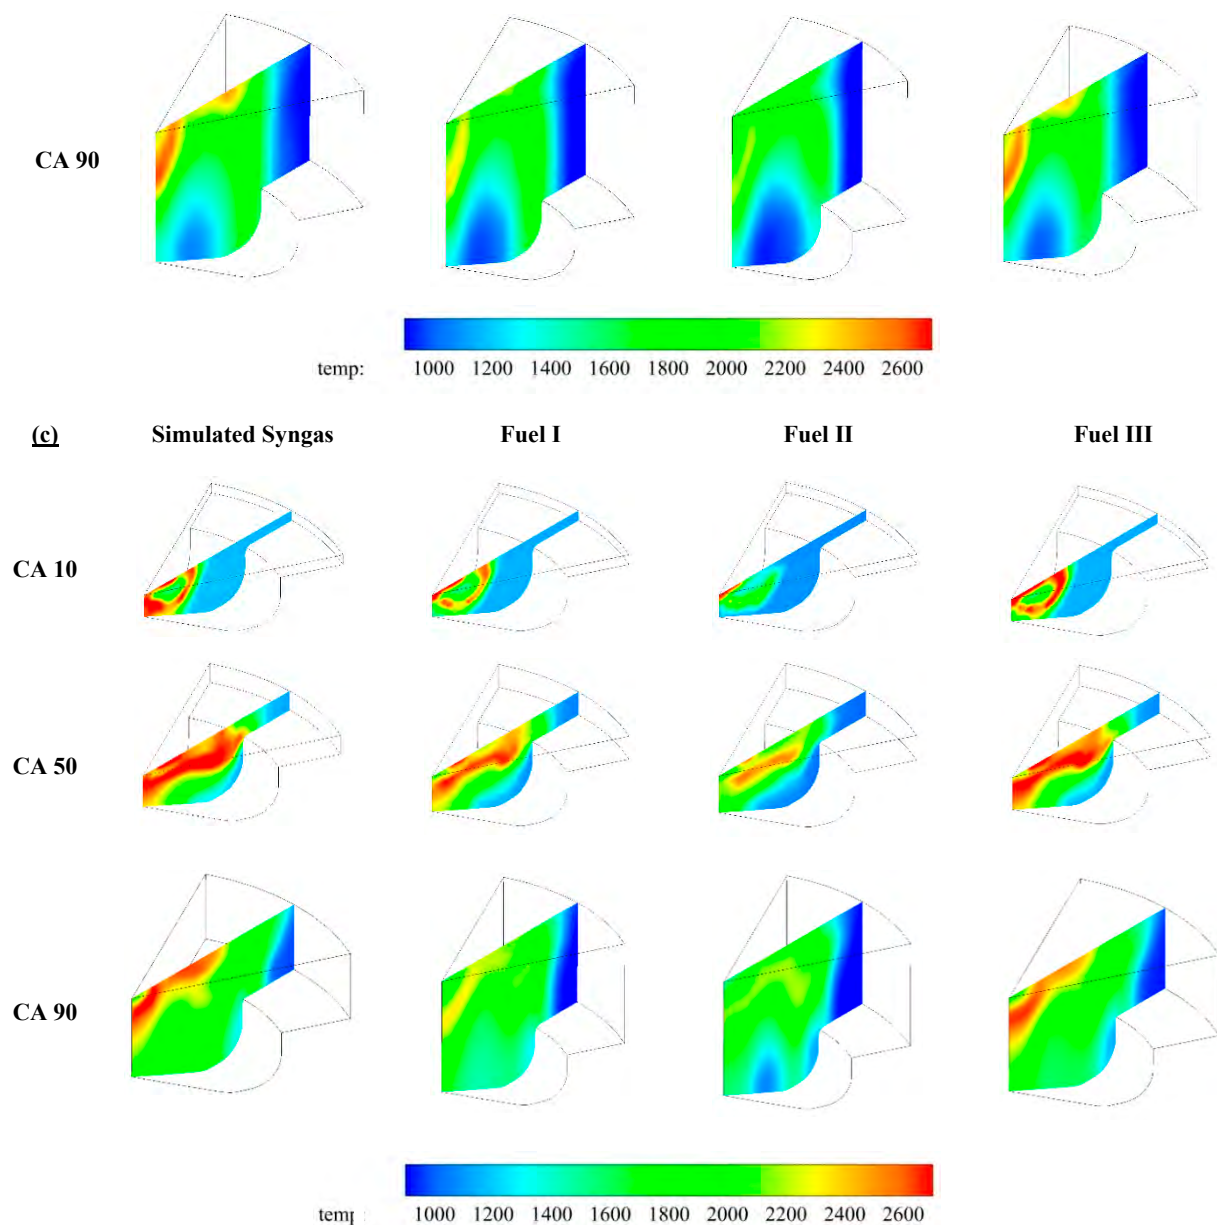 CA 90
temp: 1000 1200 1400 1600 1800 2000 2200 2400 2600
(c) Simulated Syngas Fuel I Fuel II Fuel III
CA 10
CA 50
CA 90
temp : 1000 1200 1400 1600 1800 2000 2200 2400 2600